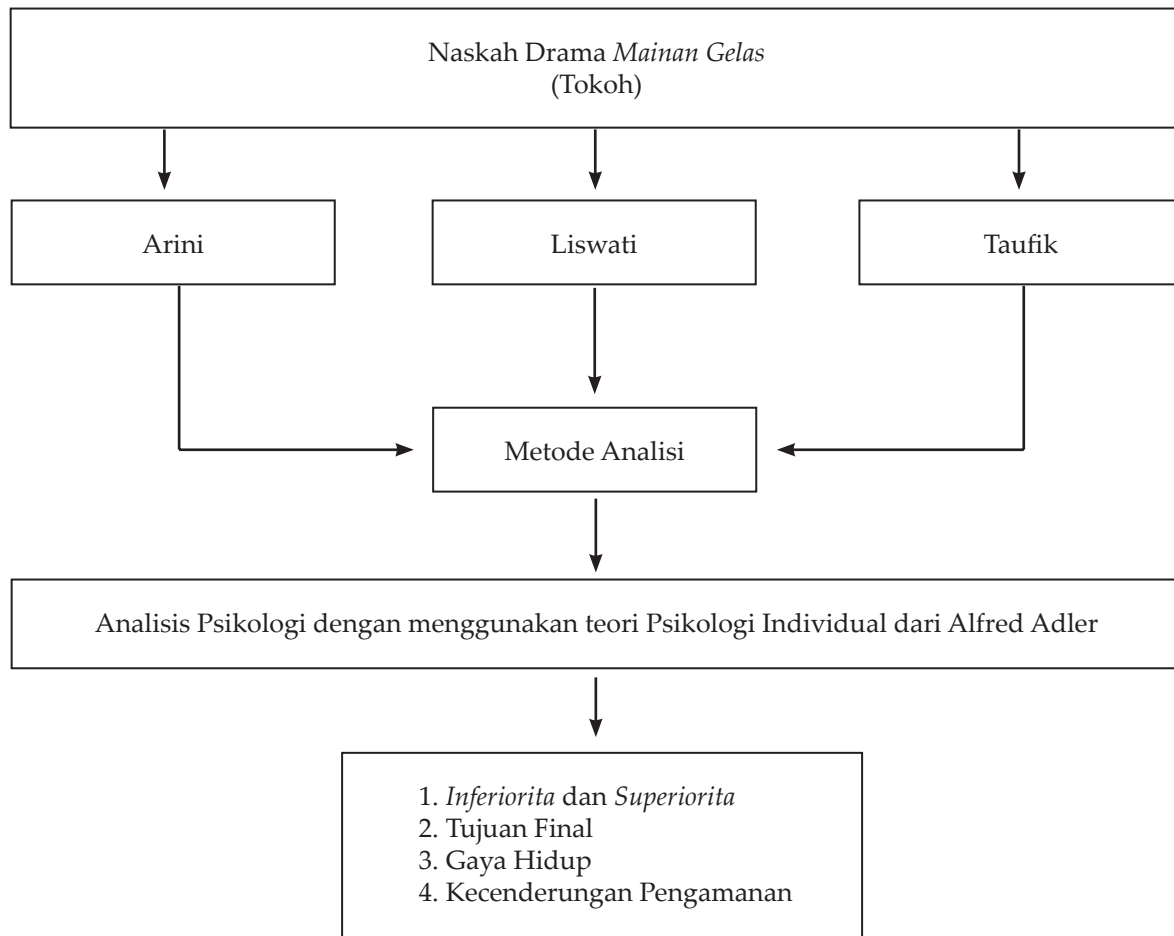 Naskah Drama Mainan Gelas
(Tokoh)
Arini
Liswati
Taufik
Metode Analisi
Analisis Psikologi dengan menggunakan teori Psikologi Individual dari Alfred Adler
1. Inferiorita dan Superiorita
2. Tujuan Final
3. Gaya Hidup
4. Kecenderungan Pengamanan